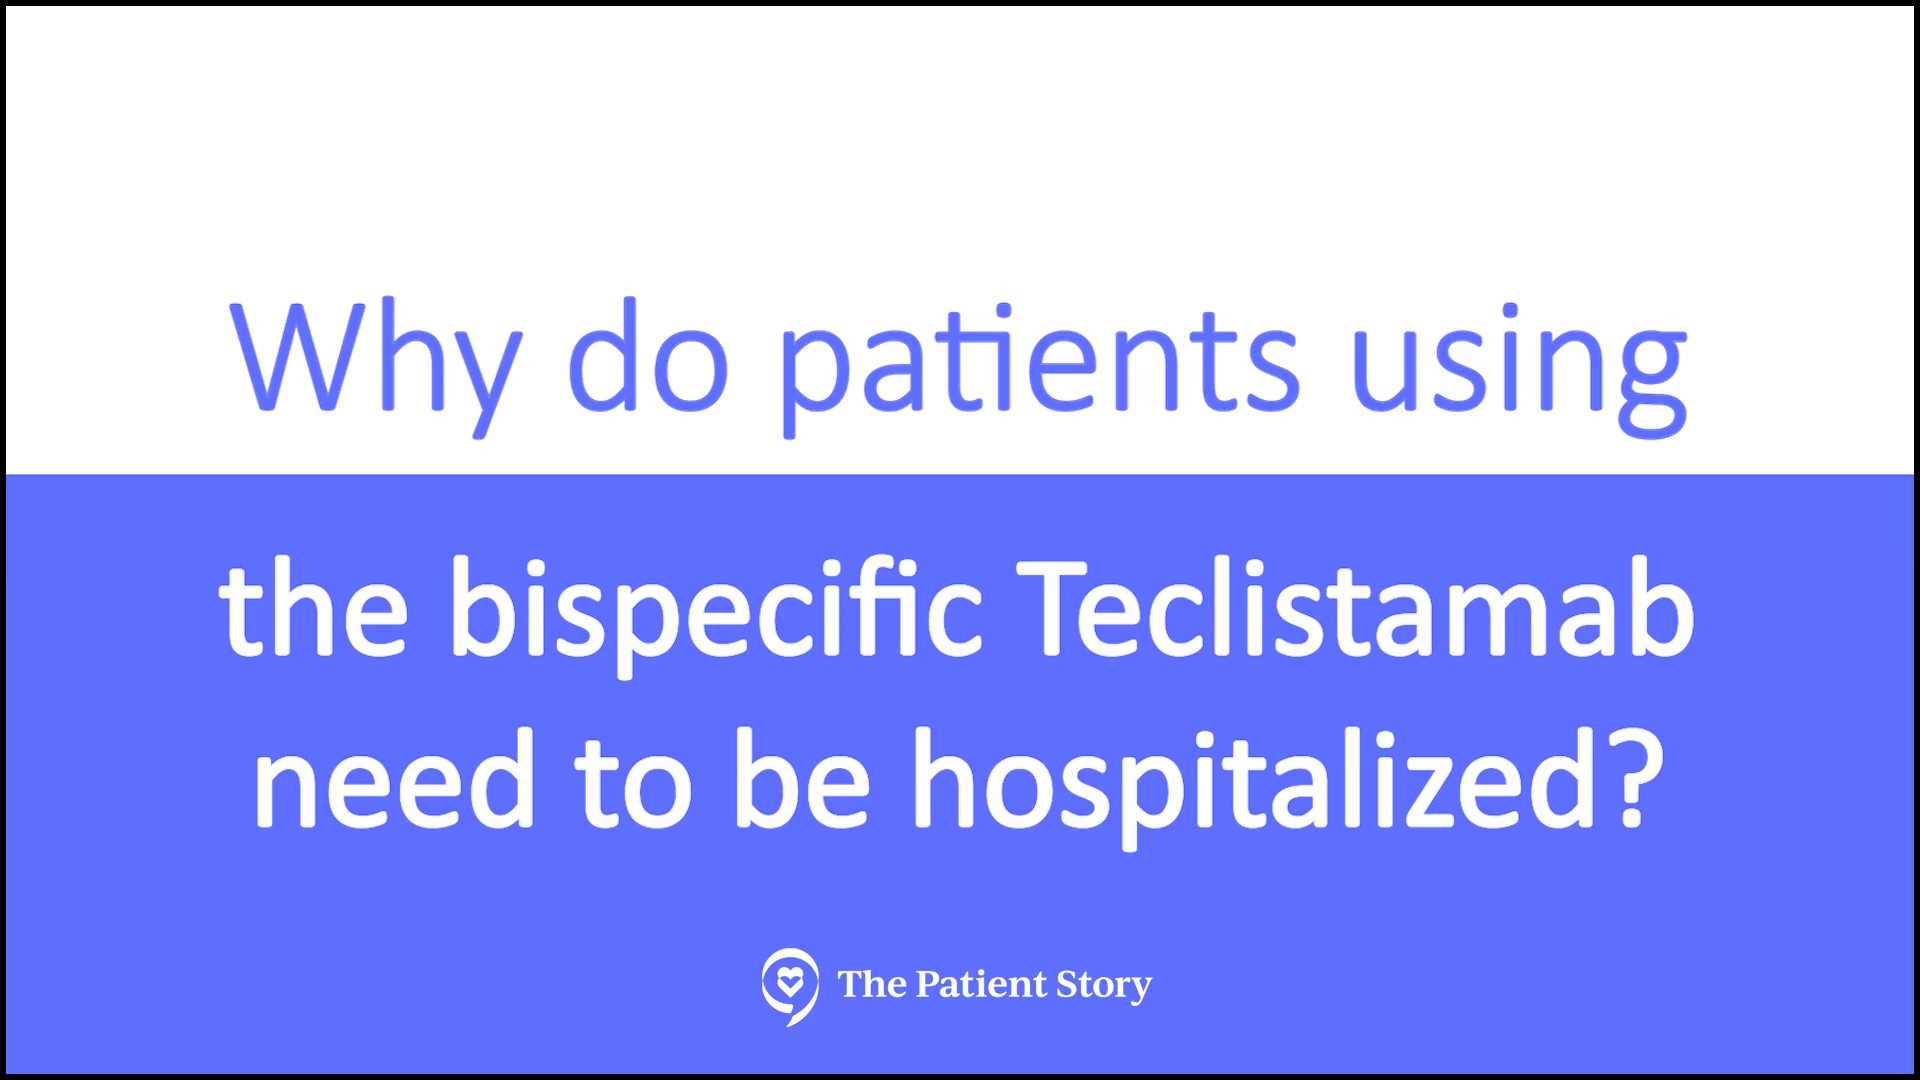 Why do patients using
the bispecific Teclistamab
need to be hospitalized?
The Patient Story